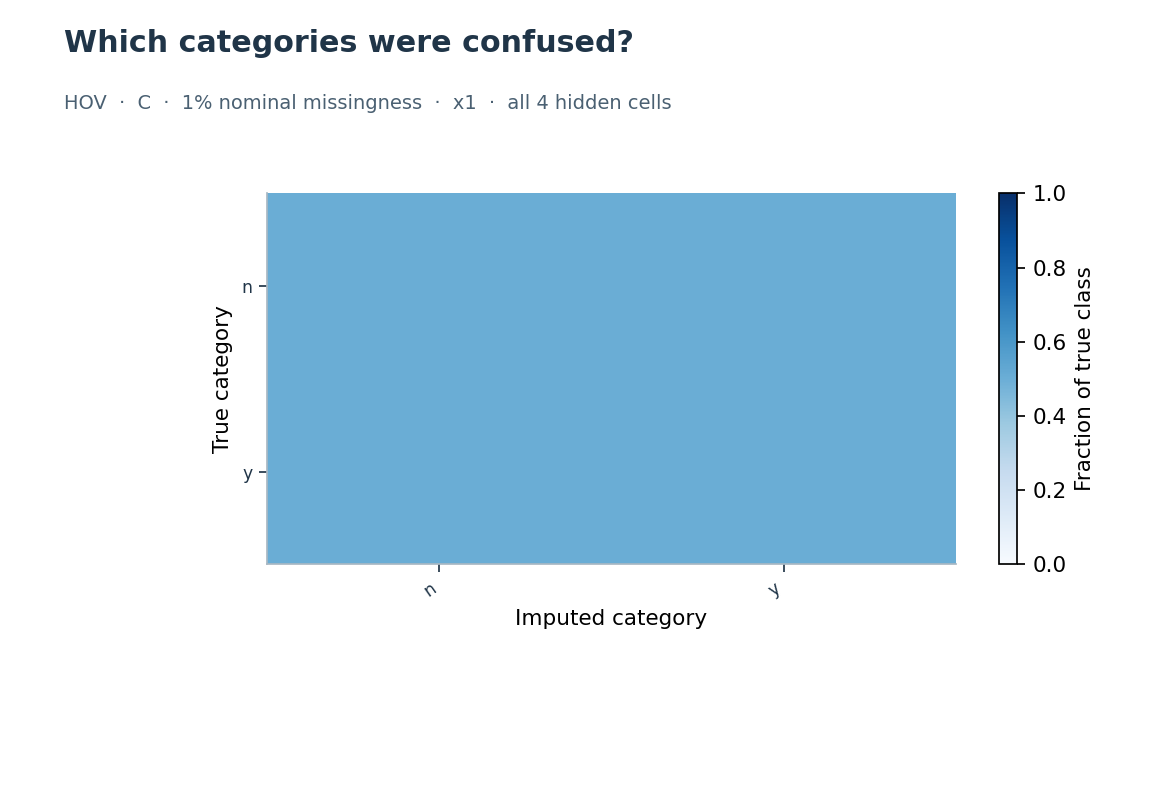 Which categories were confused?
HOV · C · 1% nominal missingness · x1 · all 4 hidden cells
True category
n
y
n
y
Imputed category
1.0
0.8
0.6
0.4
0.2
0.0
Fraction of true class